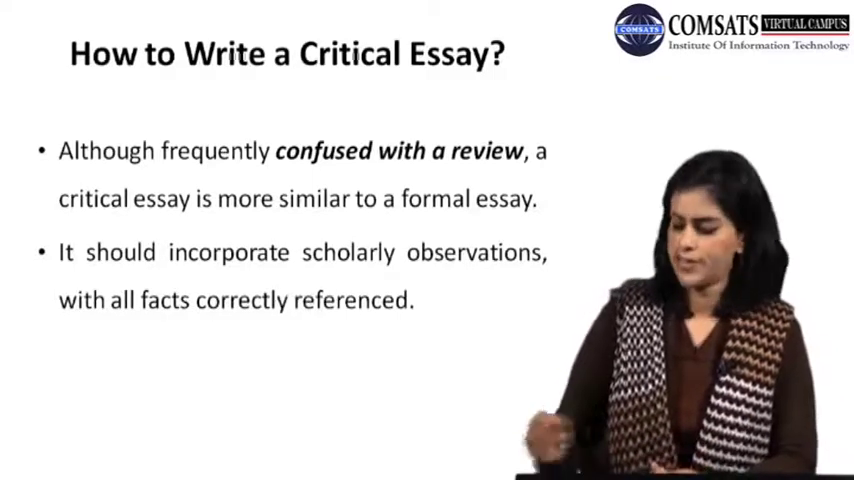 COMSATS VIRTUAL CAMPUS
COMSATS Institute Of Information Technology
How to Write a Critical Essay?
• Although frequently confused with a review, a
critical essay is more similar to a formal essay.
• It should incorporate scholarly observations,
with all facts correctly referenced.